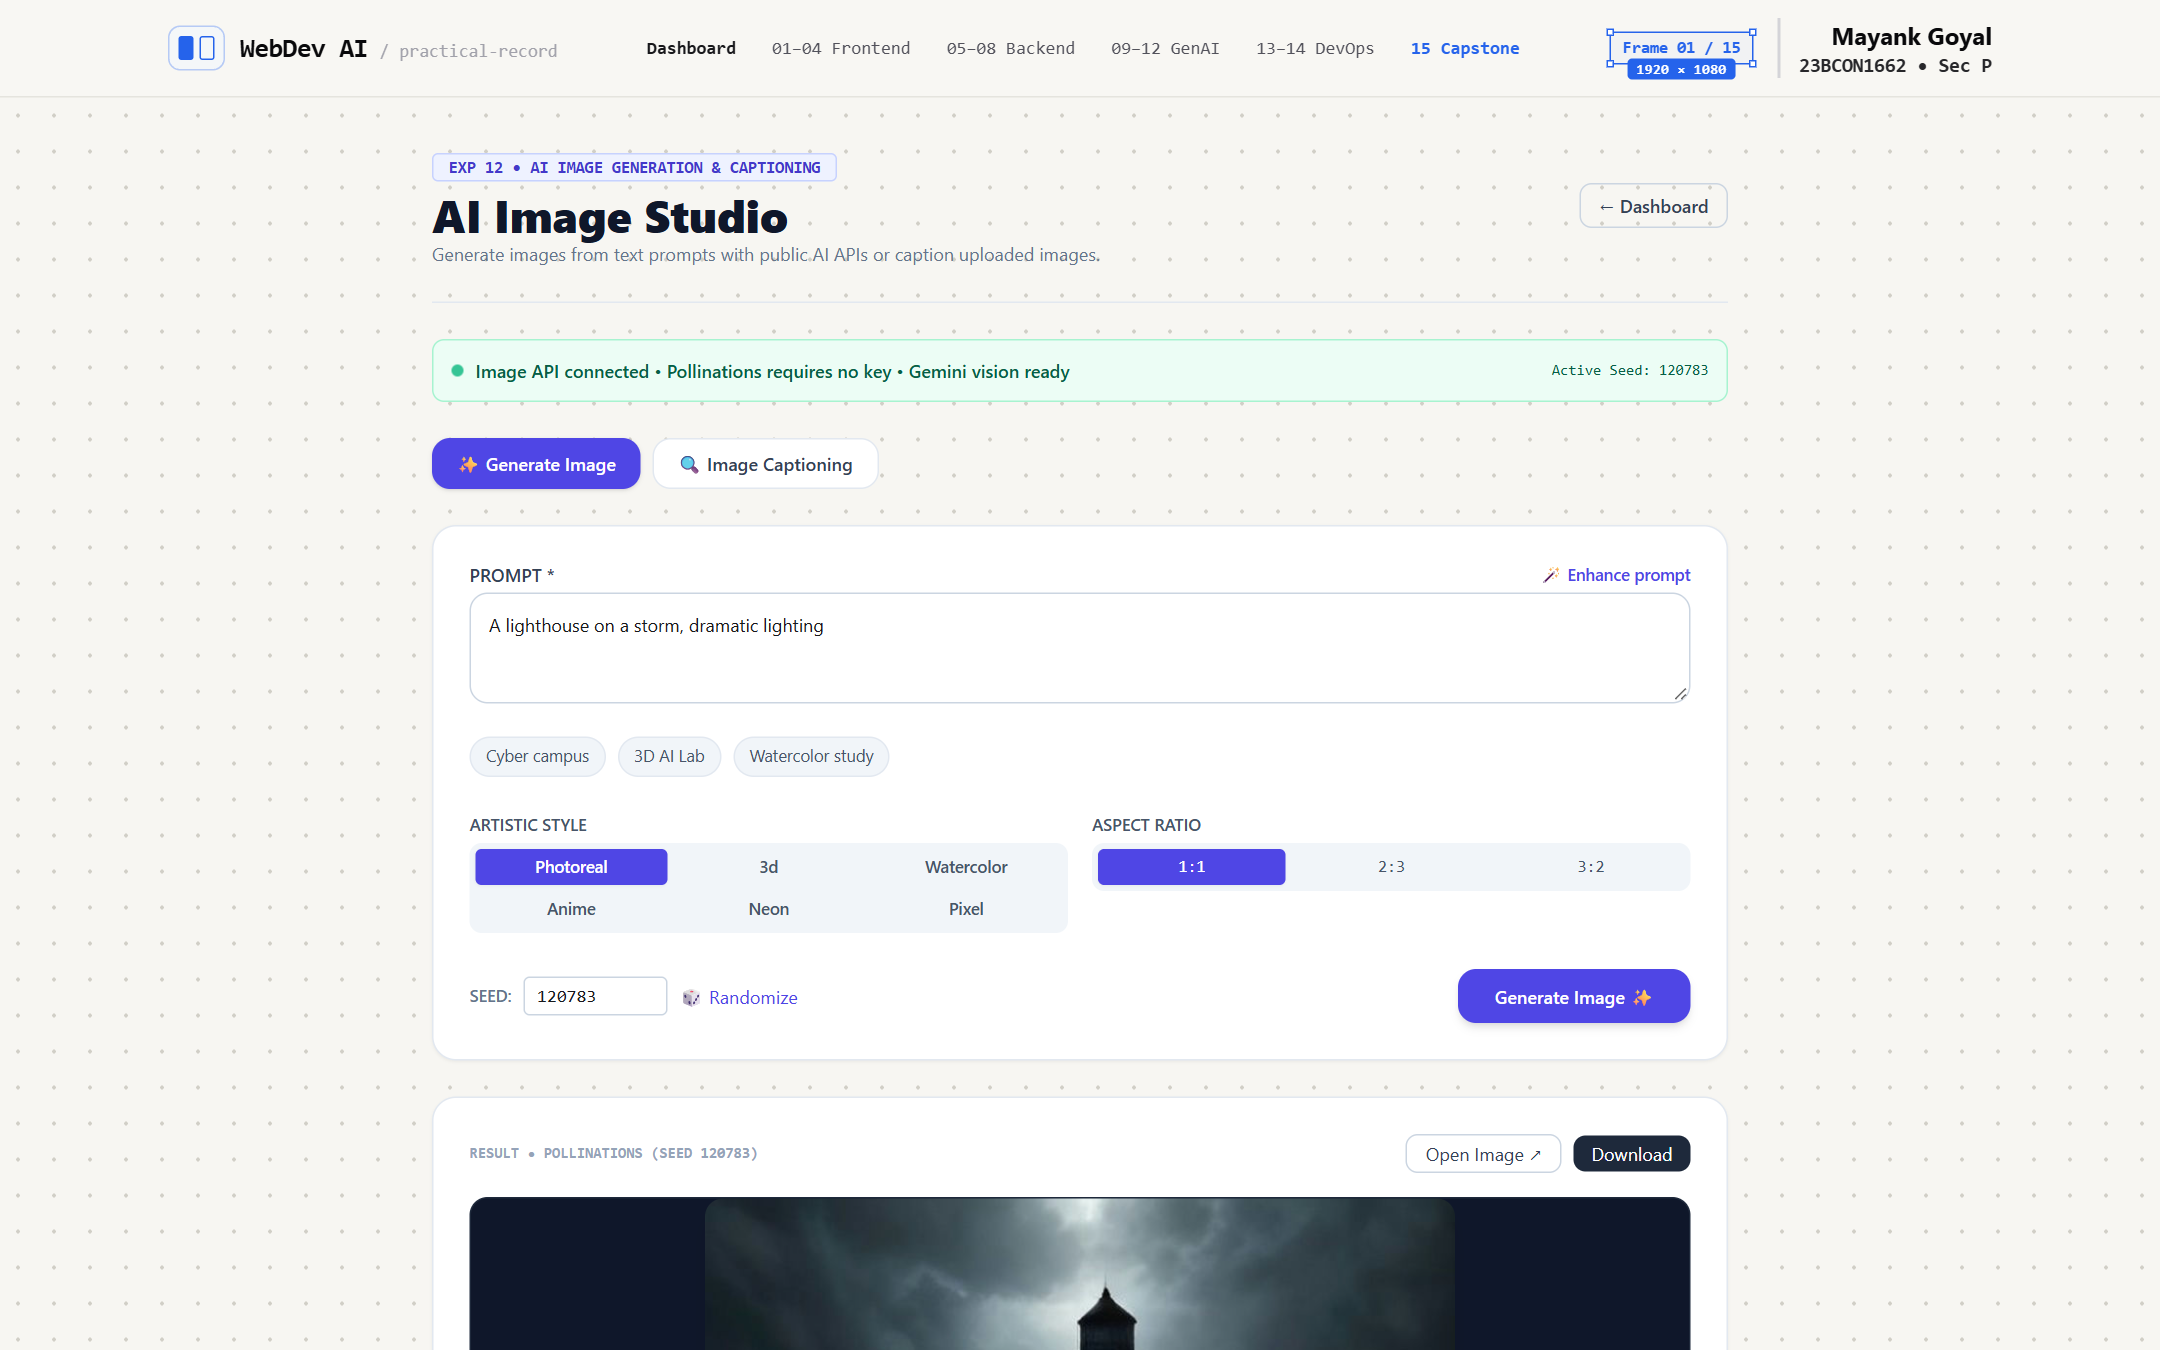 WebDev AI / practical-record
Dashboard 01–04 Frontend 05–08 Backend 09–12 GenAI 13–14 DevOps 15 Capstone
Frame 01 / 15
1920 × 1080
Mayank Goyal
23BCON1662 • Sec P
EXP 12 • AI IMAGE GENERATION & CAPTIONING
AI Image Studio
Generate images from text prompts with public AI APIs or caption uploaded images.
← Dashboard
Image API connected • Pollinations requires no key • Gemini vision ready
Active Seed: 120783
✨ Generate Image
🔍 Image Captioning
PROMPT *
🪄 Enhance prompt
A lighthouse on a storm, dramatic lighting
Cyber campus 3D AI Lab Watercolor study
ARTISTIC STYLE
Photoreal 3d Watercolor
Anime Neon Pixel
ASPECT RATIO
1:1 2:3 3:2
SEED: 120783 🎲 Randomize
Generate Image ✨
RESULT • POLLINATIONS (SEED 120783)
Open Image ↗
Download